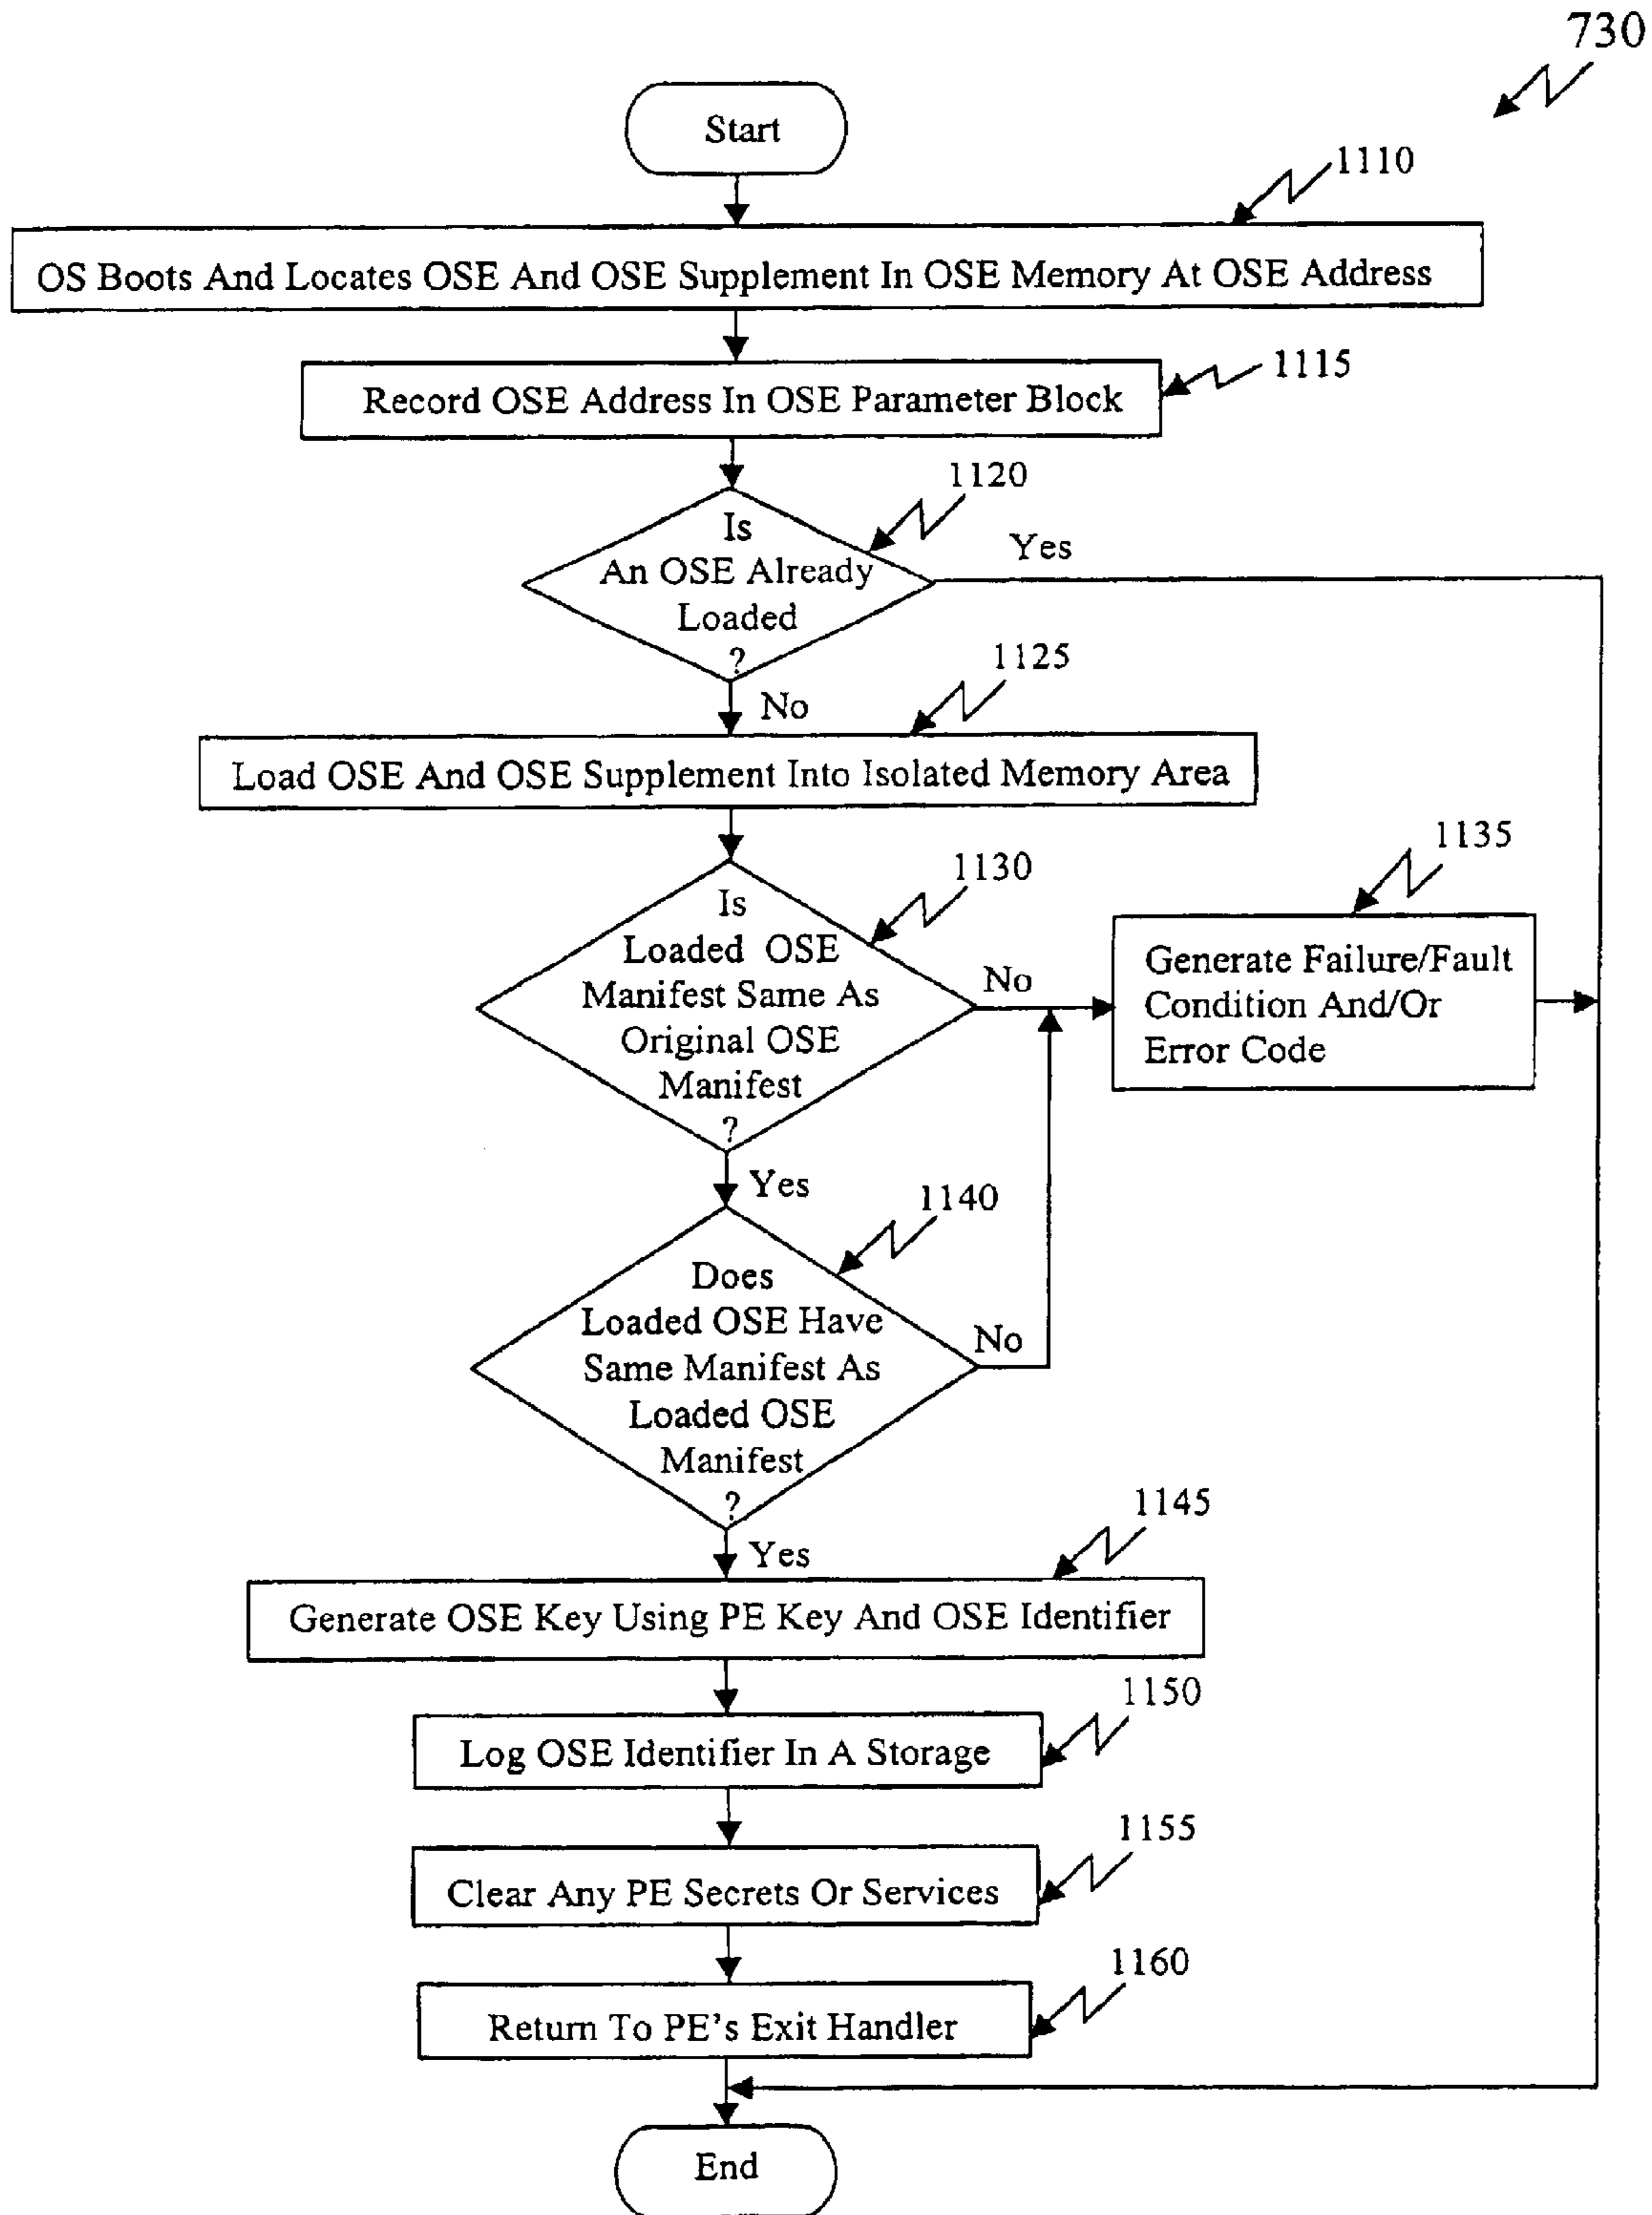 730
Start
1110
OS Boots And Locates OSE And OSE Supplement In OSE Memory At OSE Address
1115
Record OSE Address In OSE Parameter Block
1120
Is
An OSE Already
Loaded
?
Yes
No
1125
Load OSE And OSE Supplement Into Isolated Memory Area
1130
Is
Loaded OSE
Manifest Same As
Original OSE
Manifest
?
No
1135
Generate Failure/Fault
Condition And/Or
Error Code
Yes
1140
Does
Loaded OSE Have
Same Manifest As
Loaded OSE
Manifest
?
No
Yes
1145
Generate OSE Key Using PE Key And OSE Identifier
1150
Log OSE Identifier In A Storage
1155
Clear Any PE Secrets Or Services
1160
Return To PE's Exit Handler
End